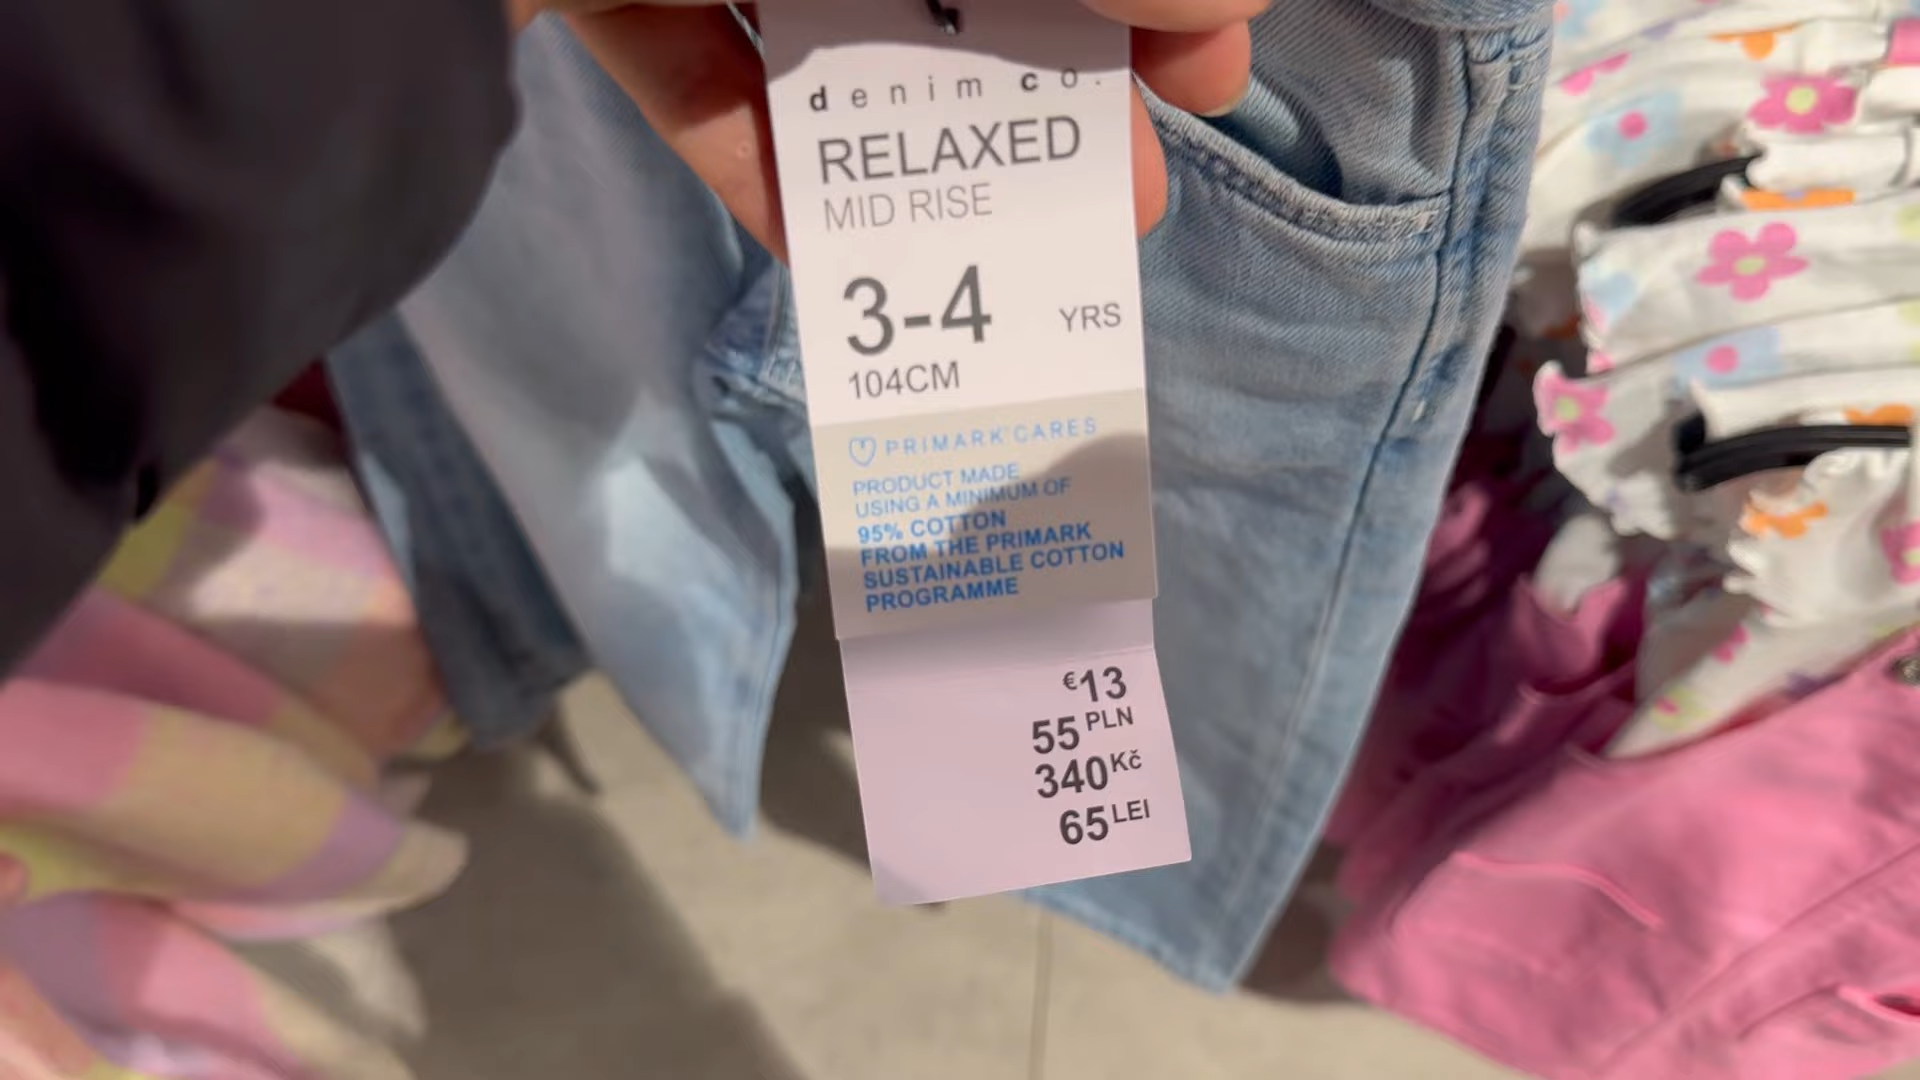 denim co.
RELAXED
MID RISE
3-4 YRS
104CM
PRIMARK CARES
PRODUCT MADE
USING A MINIMUM OF
95% COTTON
FROM THE PRIMARK
SUSTAINABLE COTTON
PROGRAMME
€13
55 PLN
340 Kč
65 LEI